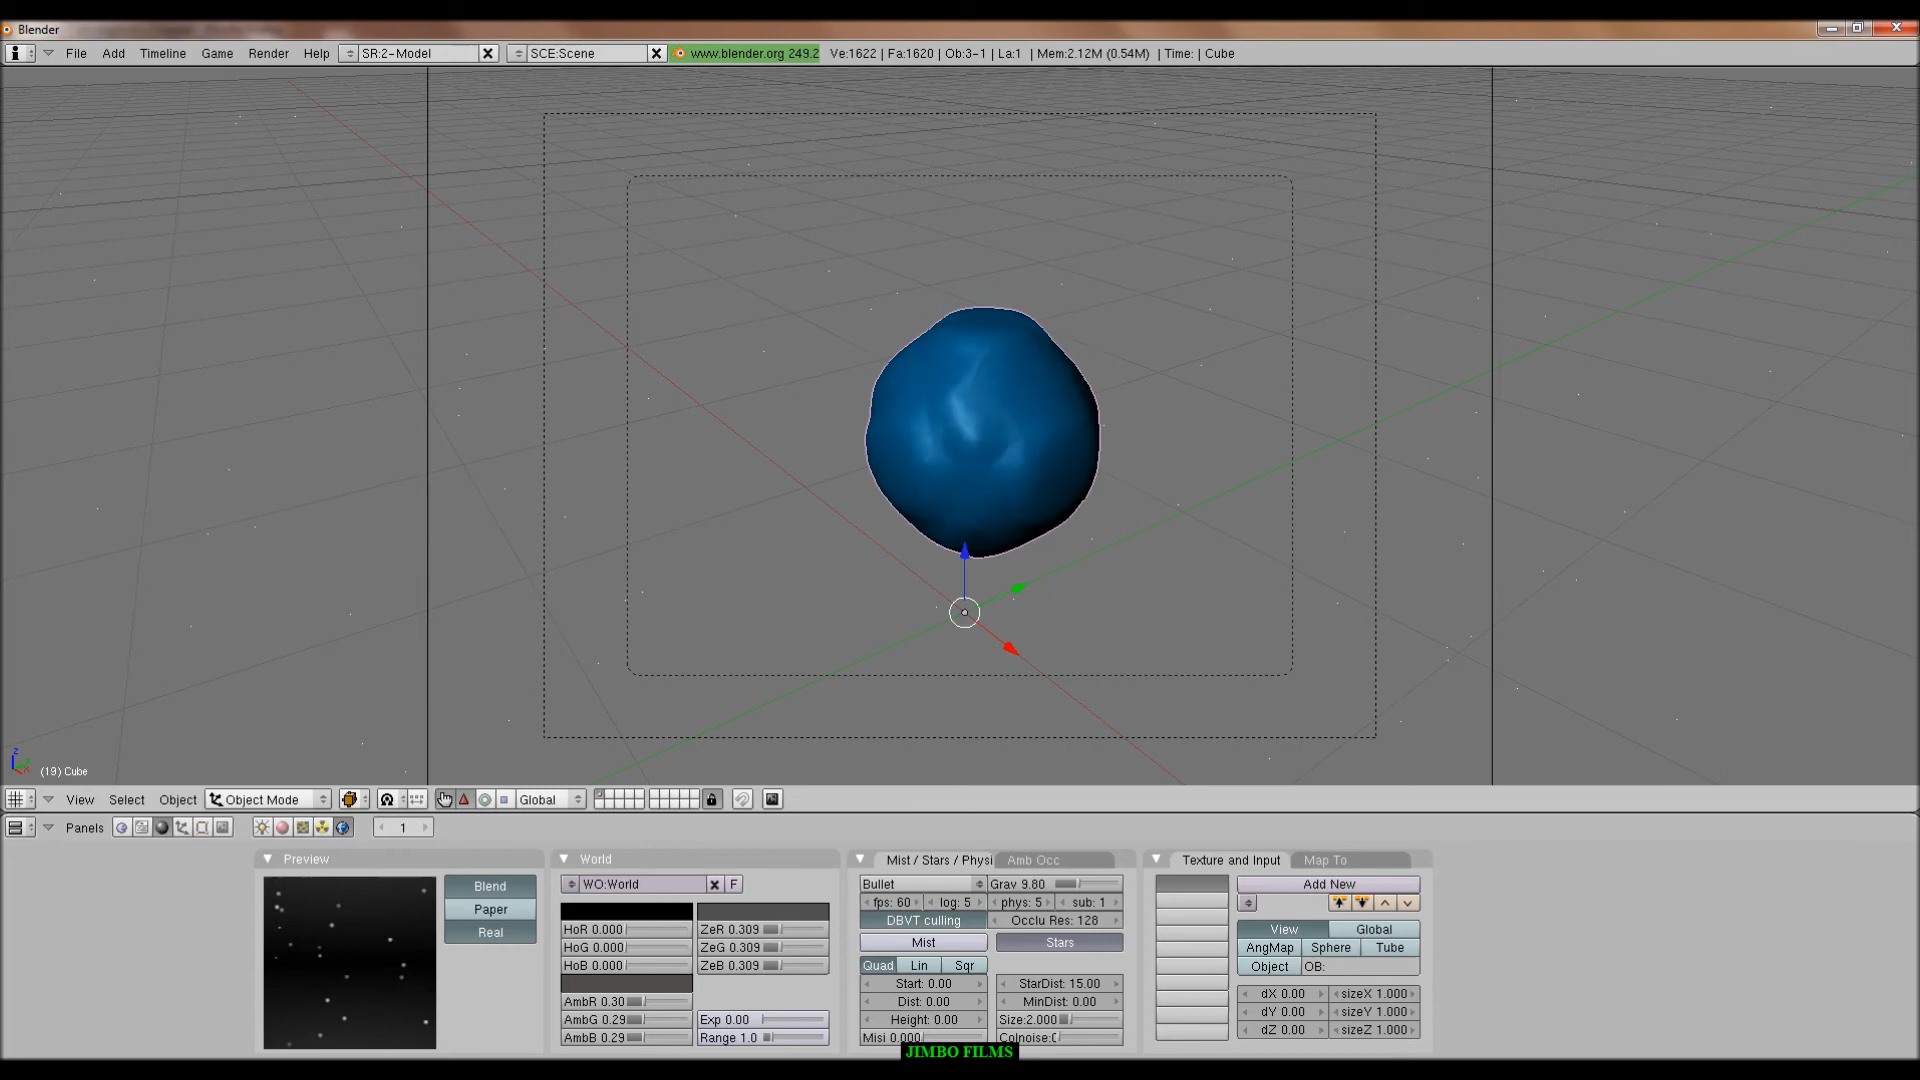 Blender
File Add Timeline Game Render Help SR:2-Model SCE:Scene www.blender.org 249.2 Ve:1622 | Fa:1620 | Ob:3-1 | La:1 | Mem:2.12M (0.54M) | Time: | Cube
z
(19) Cube
View Select Object Object Mode Global
Panels 1
Preview
Blend
Paper
Real
World
WO:World F
HoR 0.000 ZeR 0.309
HoG 0.000 ZeG 0.309
HoB 0.000 ZeB 0.309
AmbR 0.30
AmbG 0.29 Exp 0.00
AmbB 0.29 Range 1.0
Mist / Stars / Physi Amb Occ
Bullet Grav 9.80
fps: 60 log: 5 phys: 5 sub: 1
DBVT culling Occlu Res: 128
Mist Stars
Quad Lin Sqr
Start: 0.00 StarDist: 15.00
Dist: 0.00 MinDist: 0.00
Height: 0.00 Size:2.000
Misi 0.000 Colnoise:0
Texture and Input Map To
Add New
View Global
AngMap Sphere Tube
Object OB:
dX 0.00 sizeX 1.000
dY 0.00 sizeY 1.000
dZ 0.00 sizeZ 1.000
JIMBO FILMS